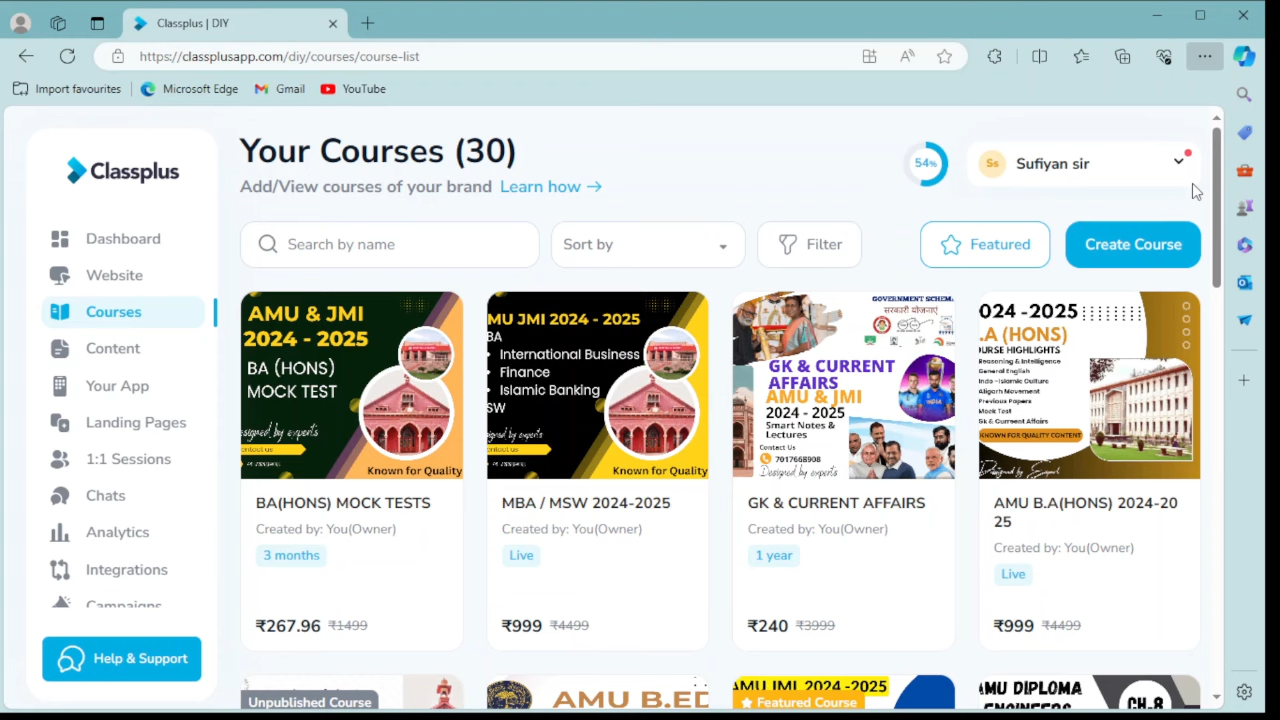 Classplus | DIY
https://classplusapp.com/diy/courses/course-list
Import favourites
Microsoft Edge
Gmail
YouTube
Classplus
Dashboard
Website
Courses
Content
Your App
Landing Pages
1:1 Sessions
Chats
Analytics
Integrations
Campaigns
Help & Support
Your Courses (30)
Add/View courses of your brand Learn how →
54%
Ss
Sufiyan sir
Search by name
Sort by
Filter
Featured
Create Course
AMU & JMI
2024 - 2025
BA (HONS)
MOCK TEST
Known for Quality
BA(HONS) MOCK TESTS
Created by: You(Owner)
3 months
₹267.96 ₹1499
MU JMI 2024 - 2025
BA
International Business
Finance
Islamic Banking
SW
Known for Quality
MBA / MSW 2024-2025
Created by: You(Owner)
Live
₹999 ₹4499
GOVERNMENT SCHEM
सरकारी योजनाएं
GK & CURRENT
AFFAIRS
AMU & JMI
2024 - 2025
Smart Notes &
Lectures
Contact Us
7017668908
Designed by experts
GK & CURRENT AFFAIRS
Created by: You(Owner)
1 year
₹240 ₹3999
024 - 2025
.A (HONS)
OURSE HIGHLIGHTS
Reasoning & Intelligence
General English
Indo -Islamic Culture
Aligarh Movement
Previous Papers
Mock Test
Gk & Current Affairs
KNOWN FOR QUALITY CONTENT
AMU B.A(HONS) 2024-20
25
Created by: You(Owner)
Live
₹999 ₹4499
Unpublished Course
AMU B.ED
AMU JMI 2024 -2025
Featured Course
MU DIPLOMA
ENGINEERS
CH-8